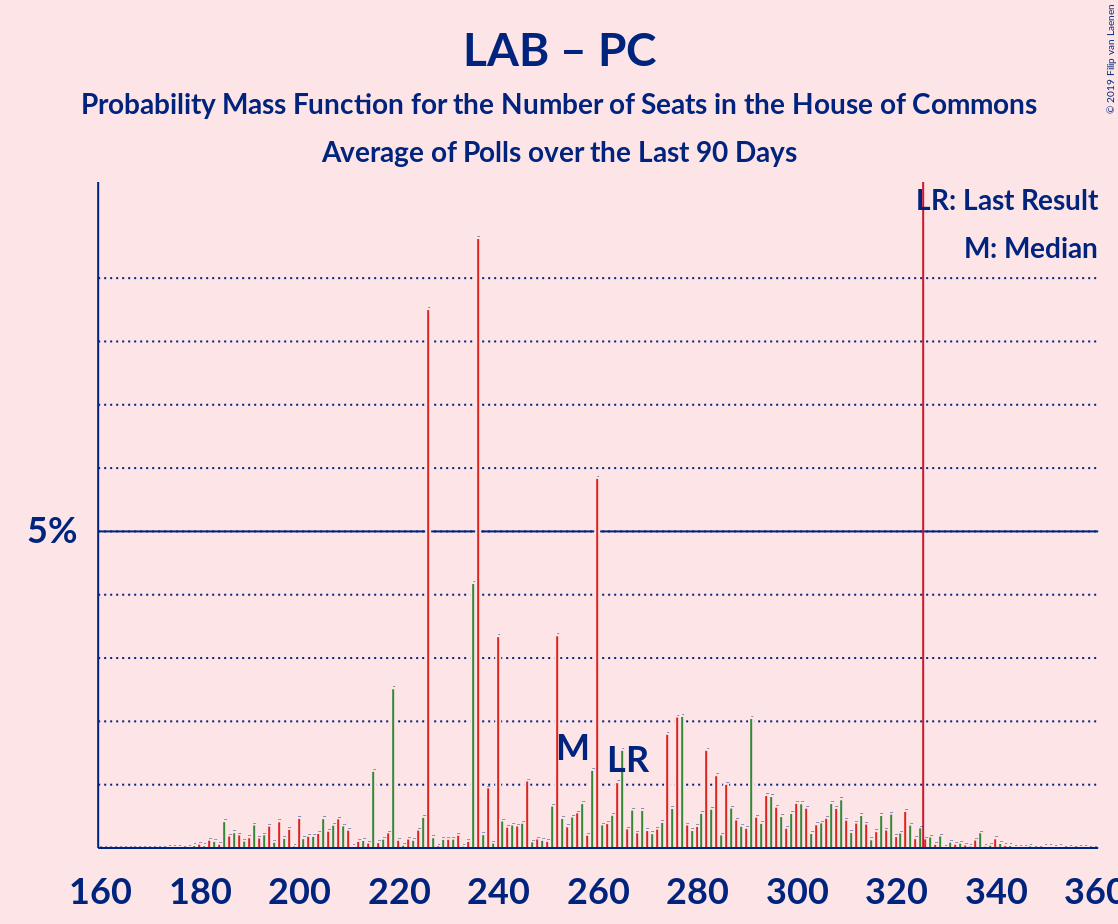 LAB – PC
Probability Mass Function for the Number of Seats in the House of Commons
Average of Polls over the Last 90 Days
© 2019 Filip van Laenen
LR: Last Result
M: Median
5%
M
LR
160 180 200 220 240 260 280 300 320 340 360